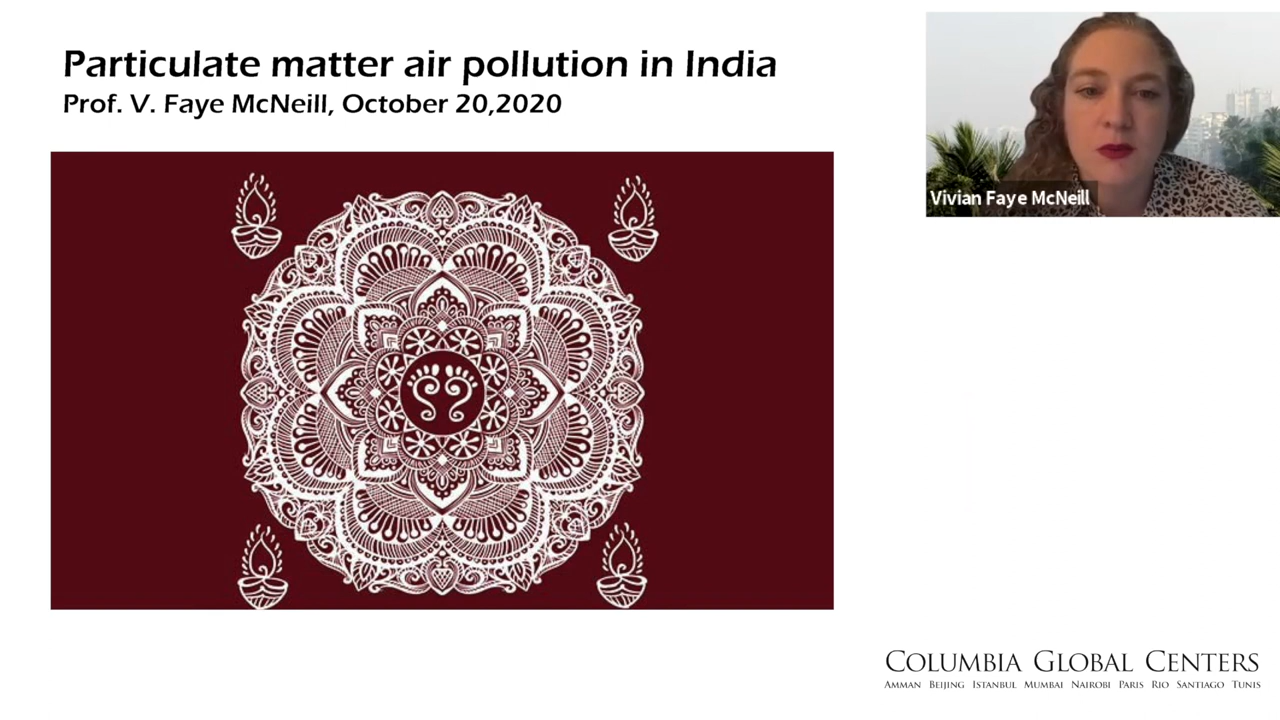 Particulate matter air pollution in India
Prof. V. Faye McNeill, October 20,2020
Vivian Faye McNeill
COLUMBIA GLOBAL CENTERS
AMMAN BEIJING ISTANBUL MUMBAI NAIROBI PARIS RIO SANTIAGO TUNIS